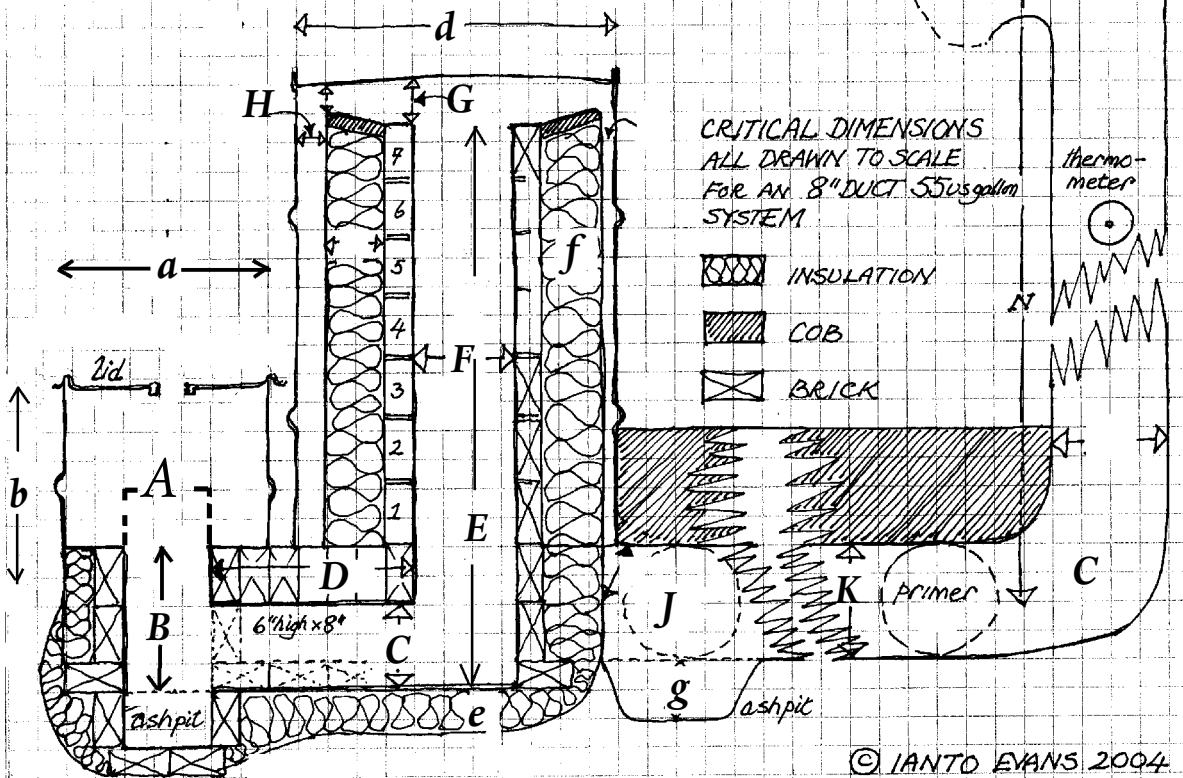 d
H
G
CRITICAL DIMENSIONS
ALL DRAWN TO SCALE
FOR AN 8" DUCT 55 US gallon
SYSTEM
thermo-
meter
7
6
5
4
3
2
1
f
a
INSULATION
N
COB
F
BRICK
Lid
b
A
E
D
B
6" high x 8"
C
J
K
primer
C
ashpit
e
g
ashpit
© IANTO EVANS 2004